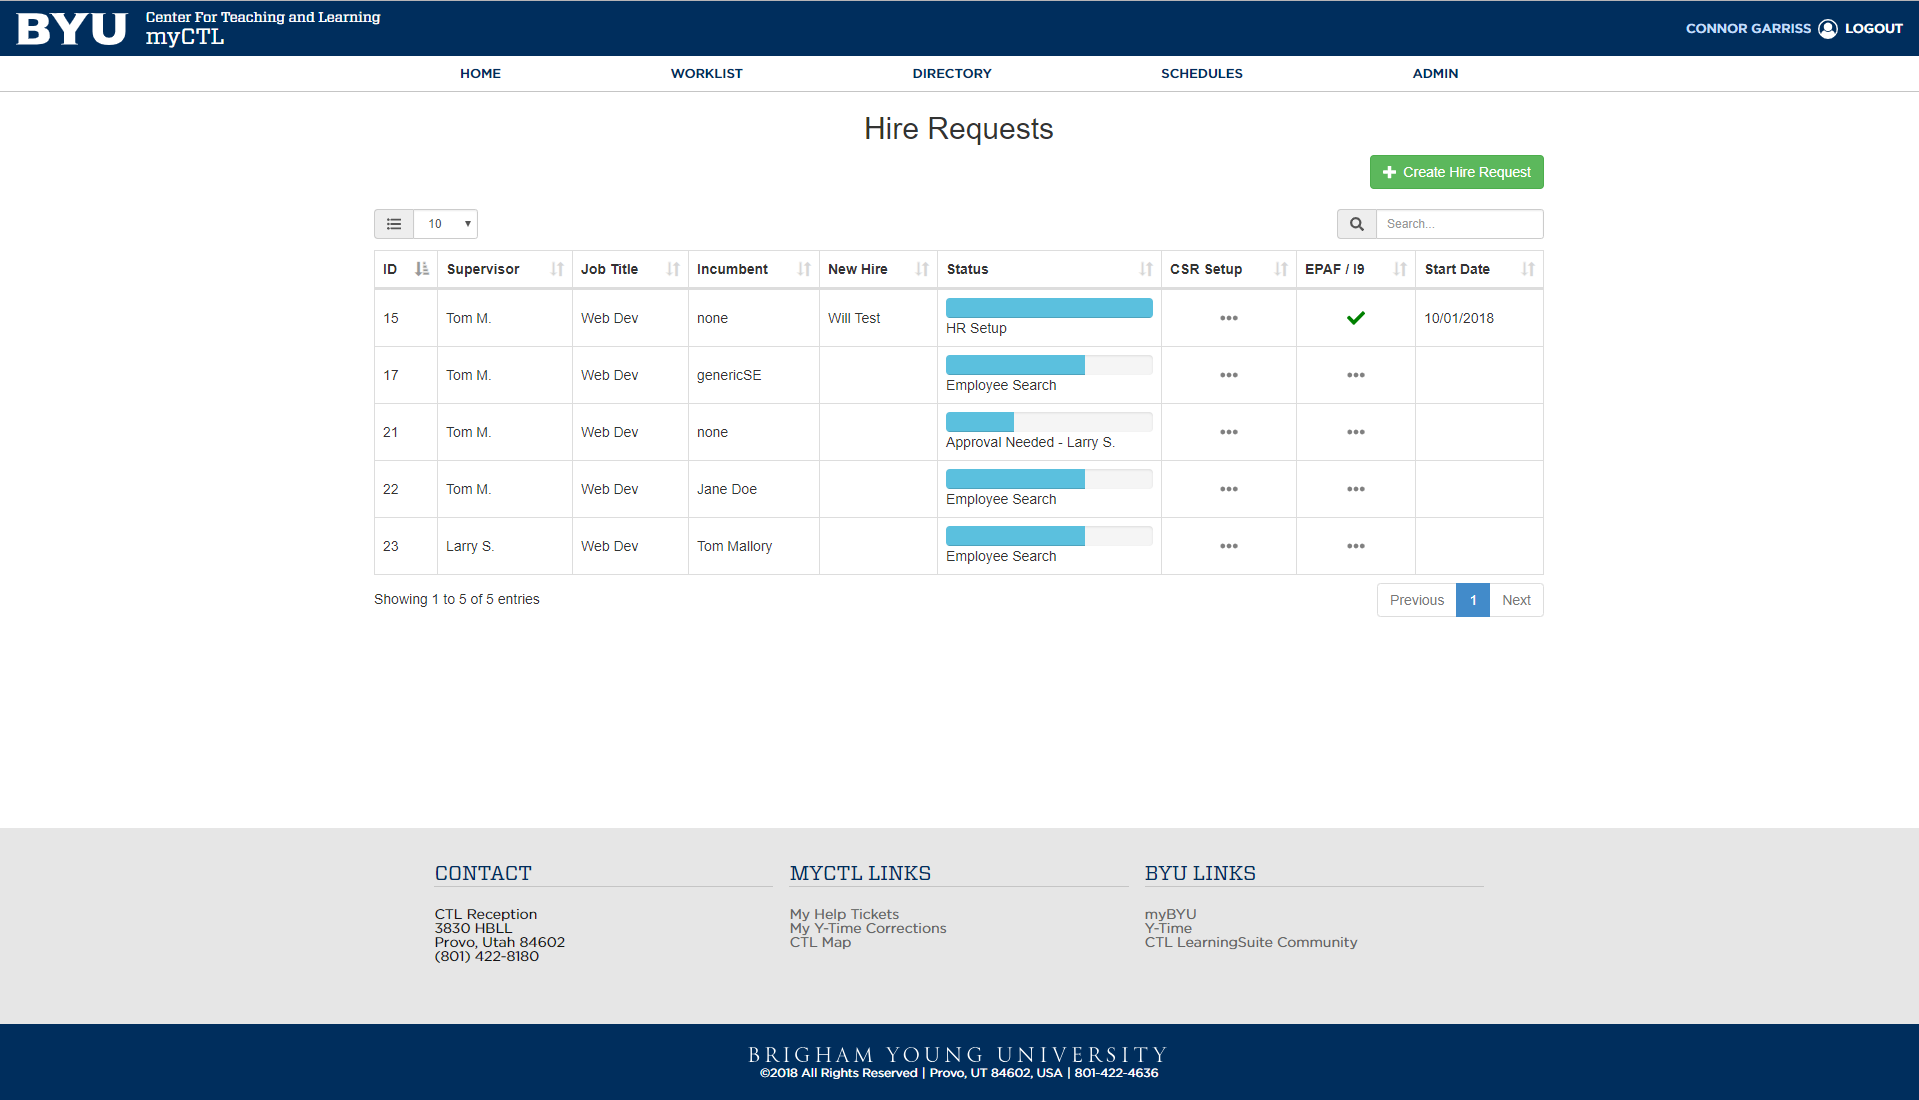 BYU
Center For Teaching and Learning
myCTL
CONNOR GARRISS LOGOUT
HOME WORKLIST DIRECTORY SCHEDULES ADMIN
Hire Requests
Create Hire Request
10
Search...
ID Supervisor Job Title Incumbent New Hire Status CSR Setup EPAF / I9 Start Date
15 Tom M. Web Dev none Will Test HR Setup 10/01/2018
17 Tom M. Web Dev genericSE Employee Search
21 Tom M. Web Dev none Approval Needed - Larry S.
22 Tom M. Web Dev Jane Doe Employee Search
23 Larry S. Web Dev Tom Mallory Employee Search
Showing 1 to 5 of 5 entries
Previous 1 Next
CONTACT
CTL Reception
3830 HBLL
Provo, Utah 84602
(801) 422-8180
MYCTL LINKS
My Help Tickets
My Y-Time Corrections
CTL Map
BYU LINKS
myBYU
Y-Time
CTL LearningSuite Community
BRIGHAM YOUNG UNIVERSITY
©2018 All Rights Reserved | Provo, UT 84602, USA | 801-422-4636